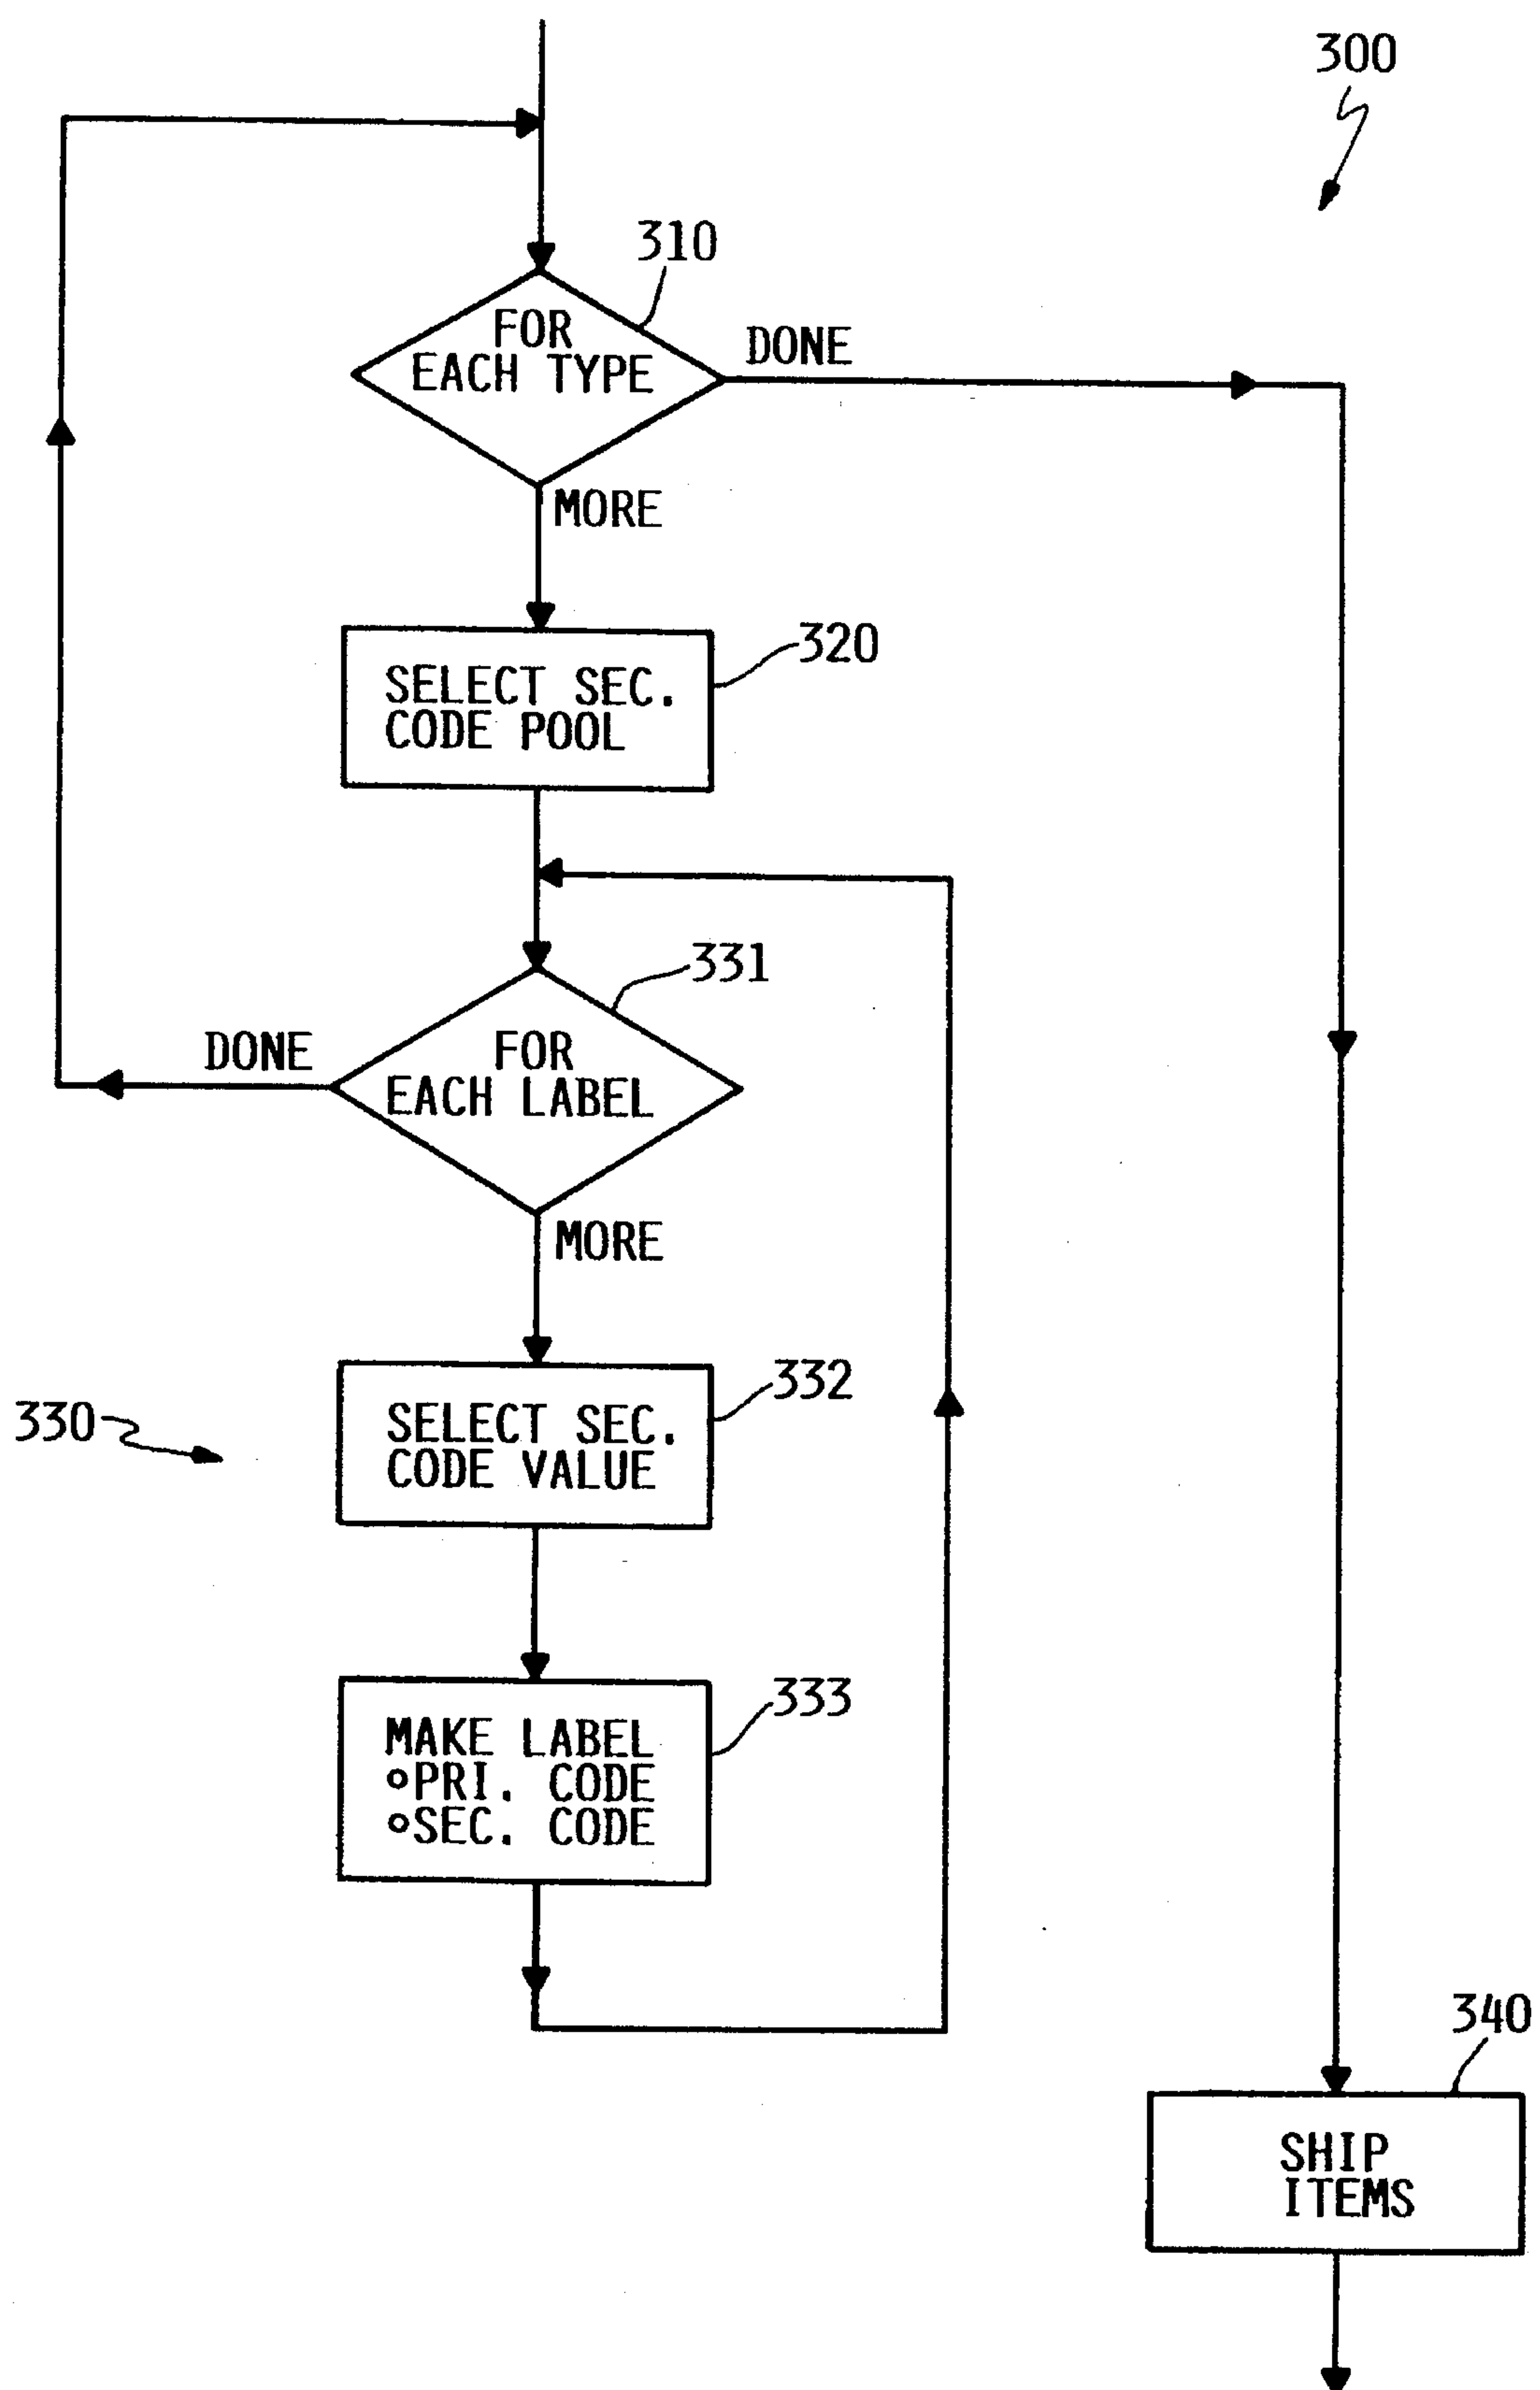 300
310
FOR
EACH TYPE
DONE
MORE
320
SELECT SEC.
CODE POOL
331
DONE
FOR
EACH LABEL
MORE
332
330
SELECT SEC.
CODE VALUE
333
MAKE LABEL
∘PRI. CODE
∘SEC. CODE
340
SHIP
ITEMS